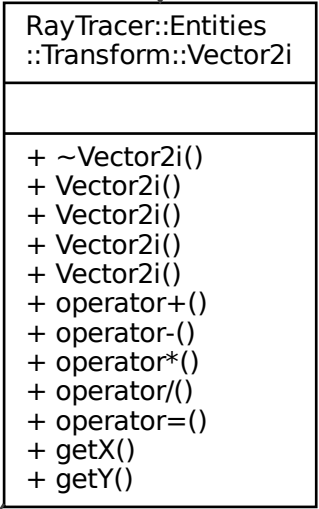 RayTracer::Entities
::Transform::Vector2i
+ ~Vector2i()
+ Vector2i()
+ Vector2i()
+ Vector2i()
+ Vector2i()
+ operator+()
+ operator-()
+ operator*()
+ operator/()
+ operator=()
+ getX()
+ getY()